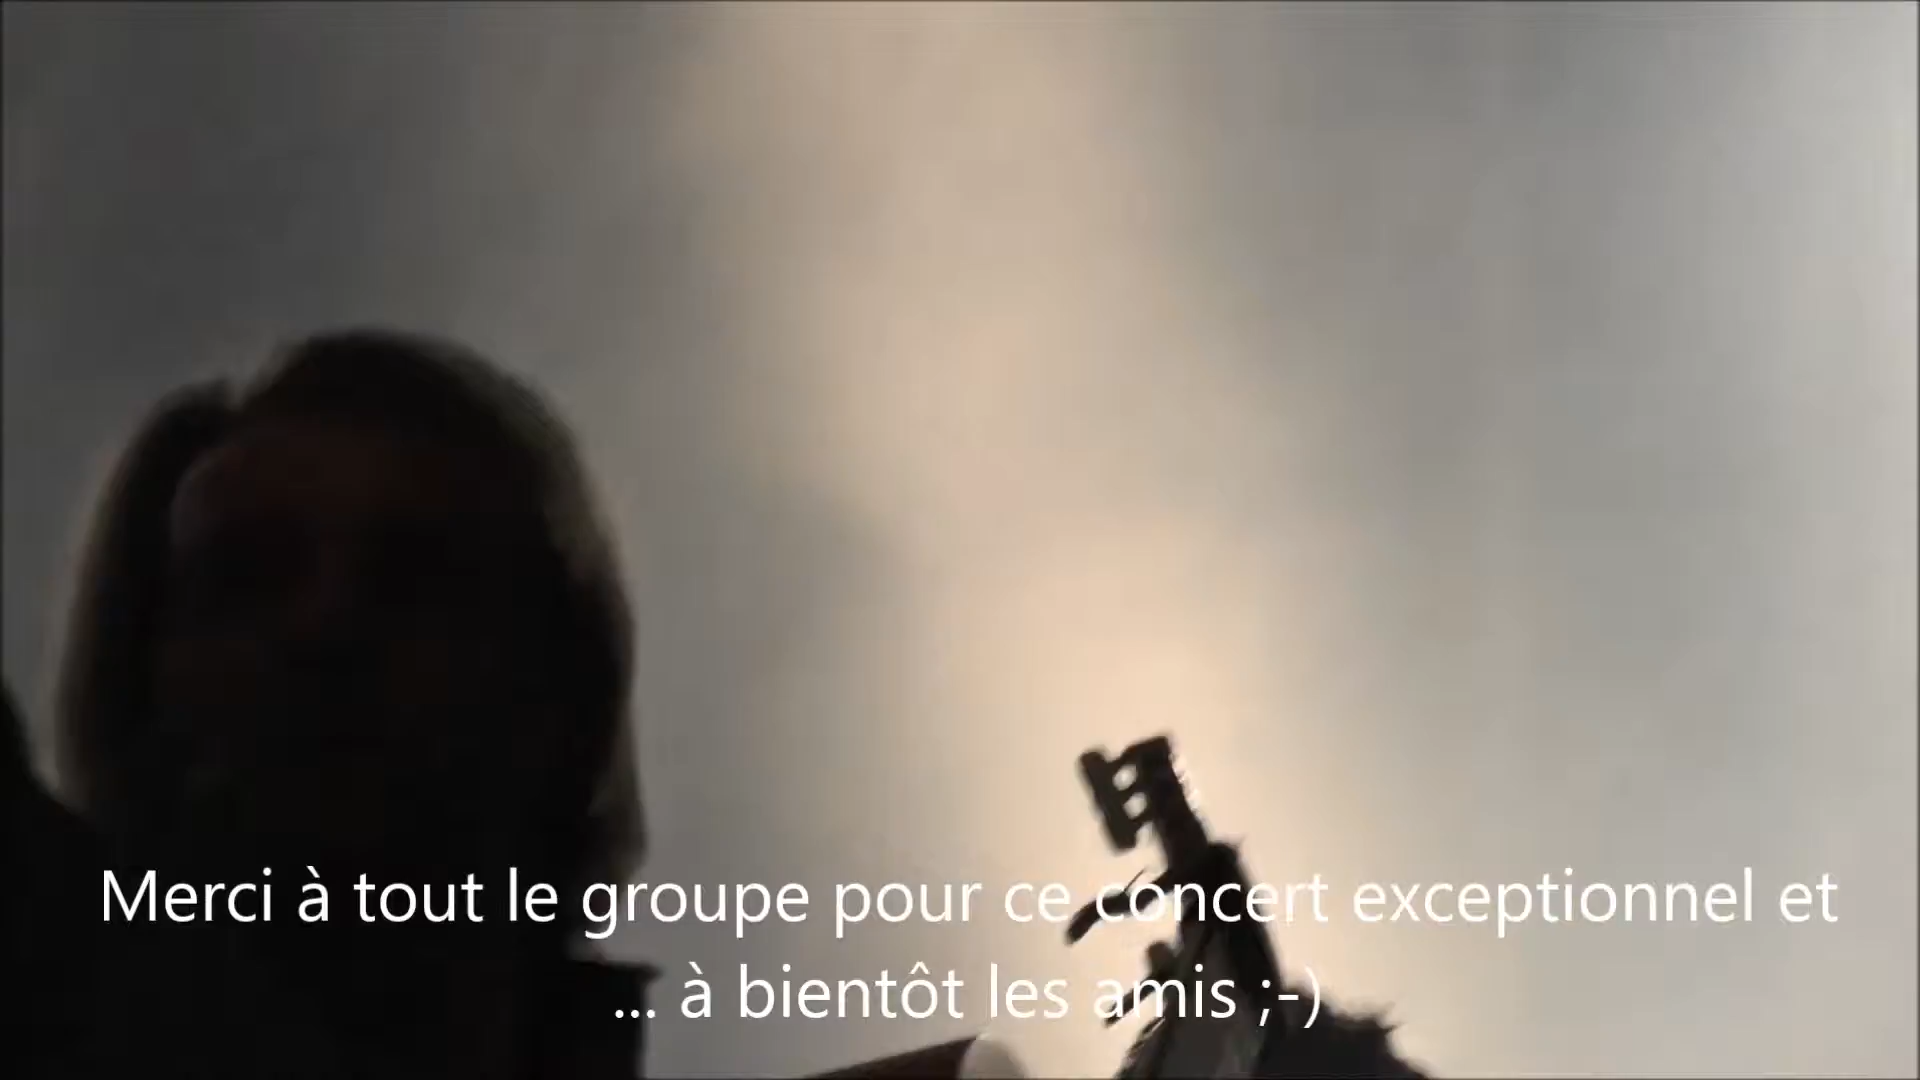 Merci à tout le groupe pour ce concert exceptionnel et
... à bientôt les amis ;-)